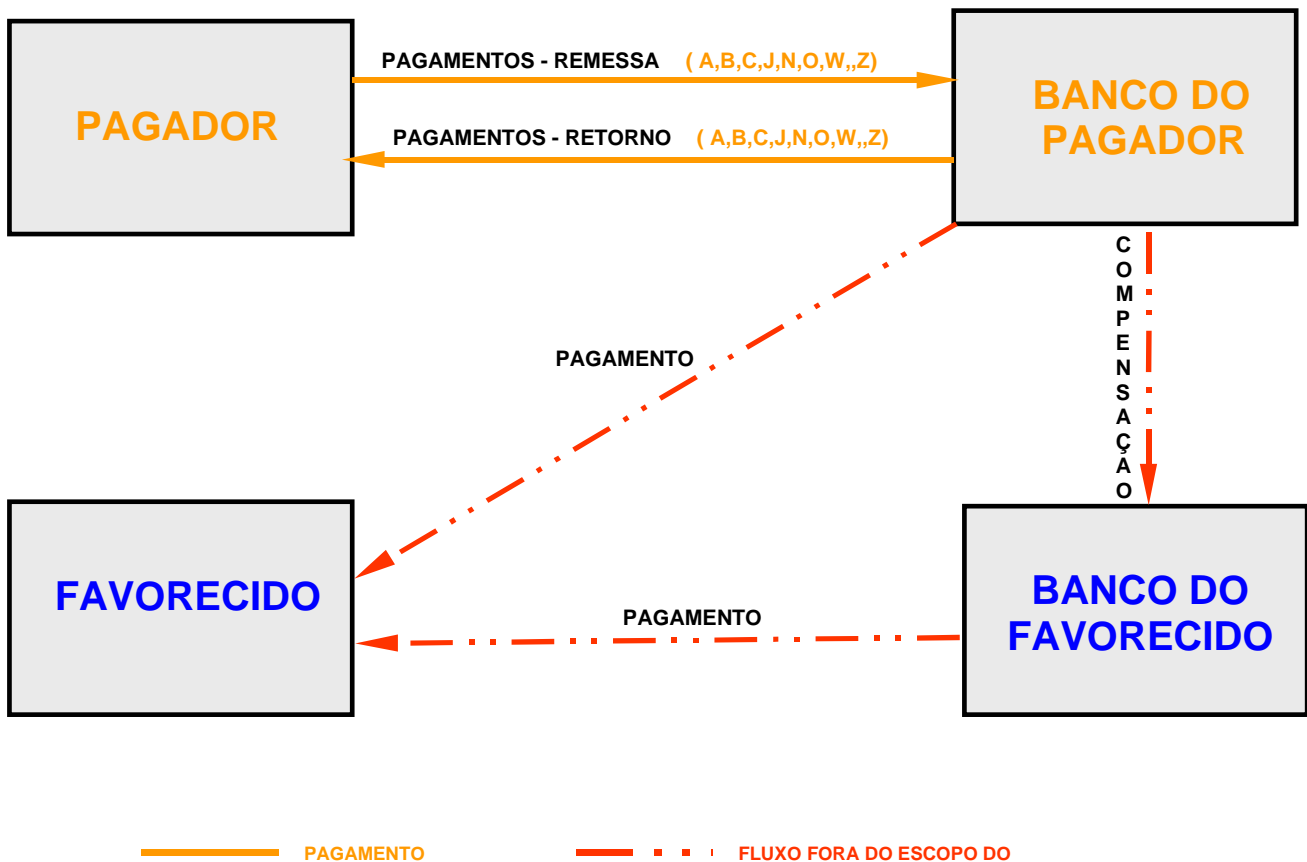 PAGAMENTOS - REMESSA ( A,B,C,J,N,O,W,,Z)
PAGADOR
BANCO DO
PAGADOR
PAGAMENTOS - RETORNO ( A,B,C,J,N,O,W,,Z)
COMPENSAÇAO
PAGAMENTO
FAVORECIDO
PAGAMENTO
BANCO DO
FAVORECIDO
PAGAMENTO
FLUXO FORA DO ESCOPO DO